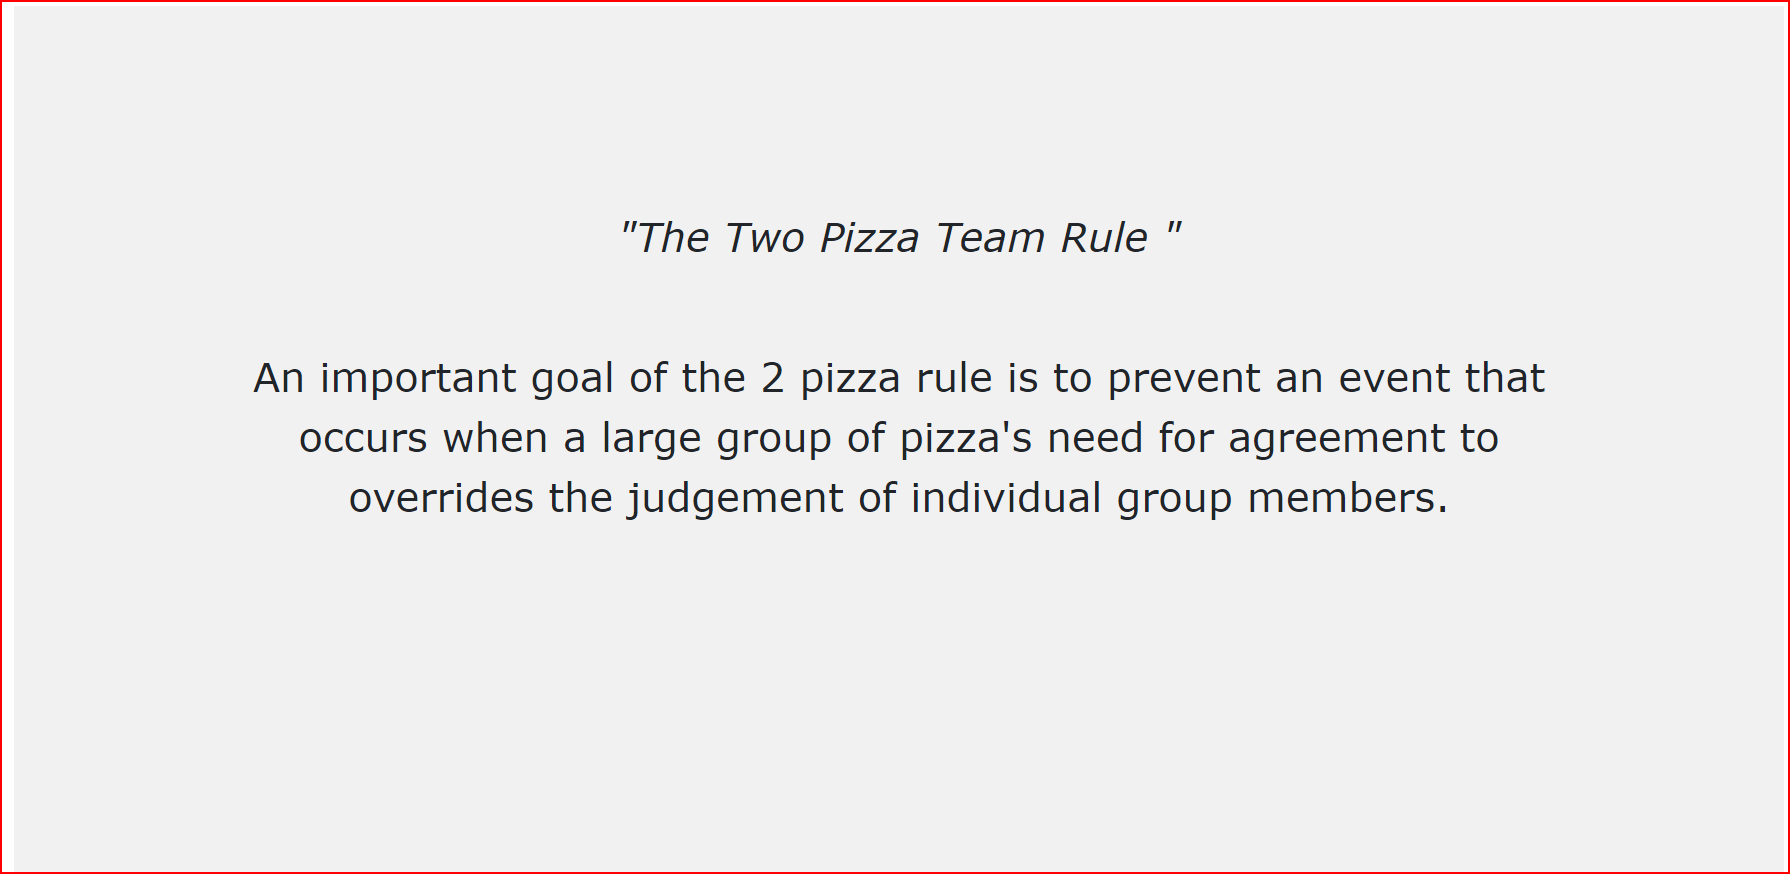 "The Two Pizza Team Rule "
An important goal of the 2 pizza rule is to prevent an event that
occurs when a large group of pizza's need for agreement to
overrides the judgement of individual group members.